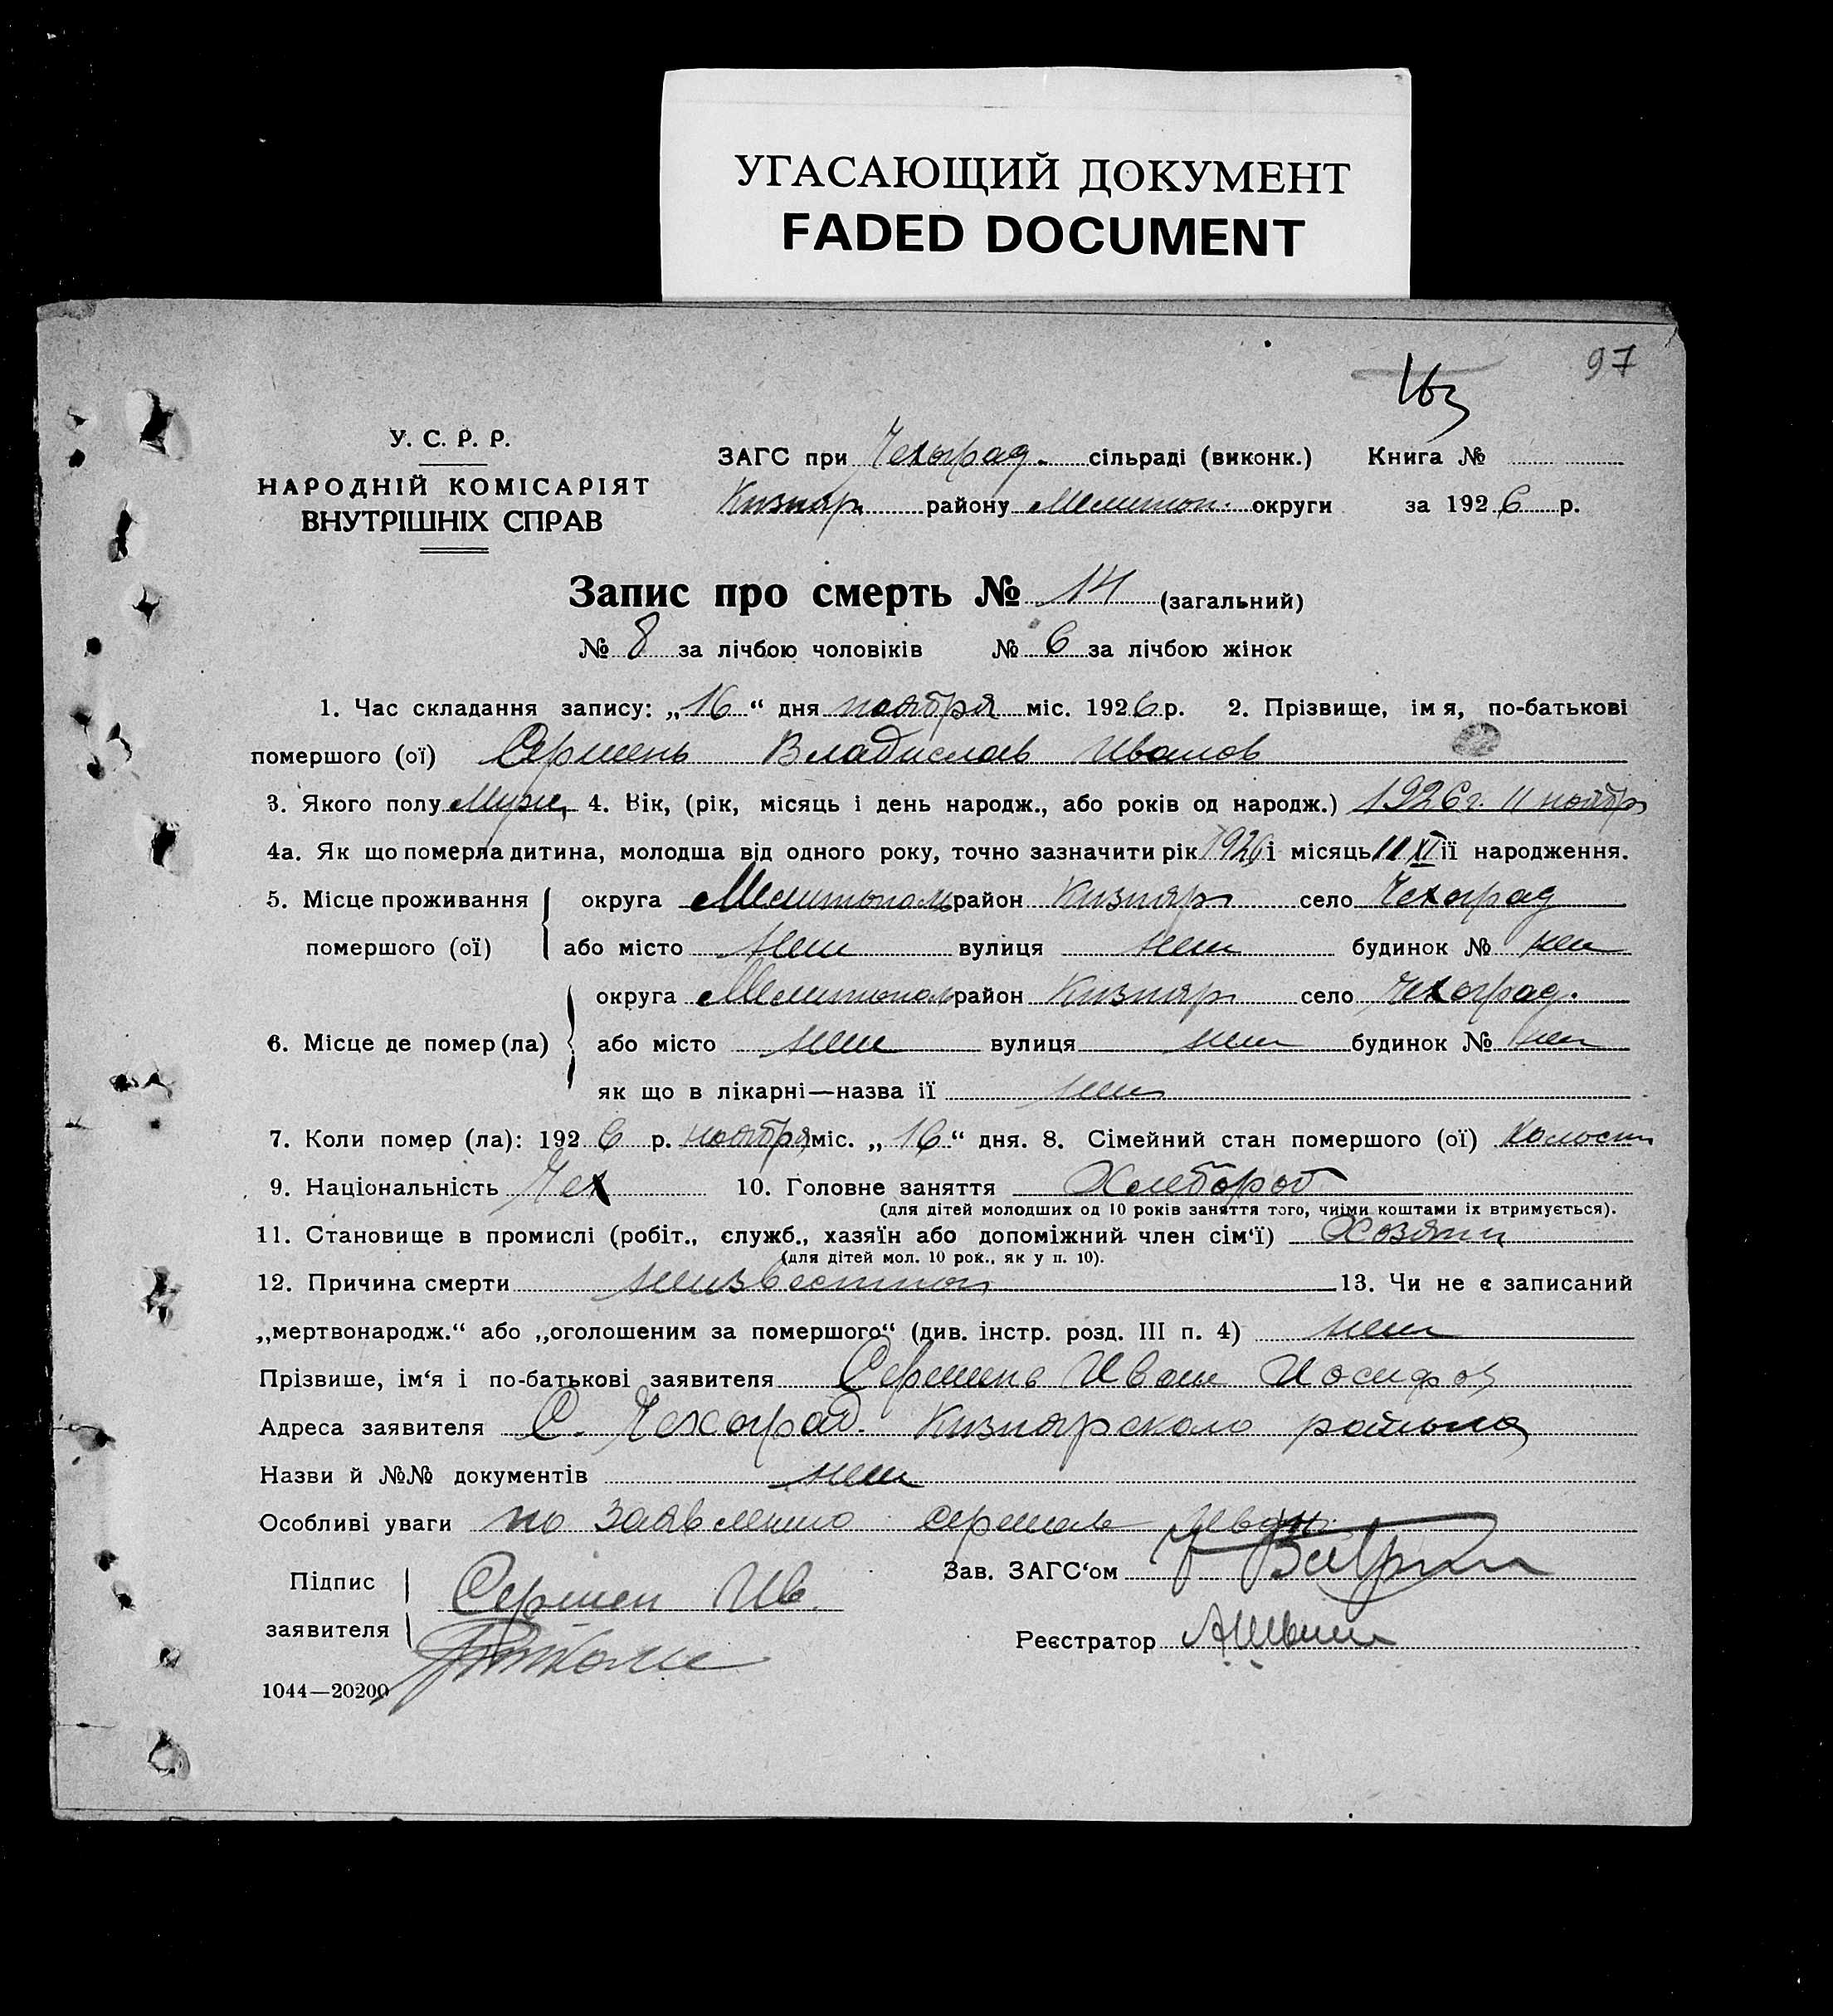 УГАСАЮЩИЙ ДОКУМЕНТ
FADED DOCUMENT
97
163
У. С. Р. Р.
НАРОДНІЙ КОМІСАРІЯТ
ВНУТРІШНІХ СПРАВ
ЗАГС при Чехоград. сільраді (виконк.) Книга №
Кизияр району Мелитоп. округи за 1926 р.
Запис про смерть № 14 (загальний)
№ 8 за лічбою чоловіків № 6 за лічбою жінок
1. Час складання запису: „16“ дня ноября міс. 1926 р. 2. Прізвище, імя, по-батькові
помершого (ої) Сершень Владислав Иванов
3. Якого полу Муж. 4. Вік, (рік, місяць і день народж., або років од народж.) 1926 г. 11 ноябр
4а. Як що померла дитина, молодша від одного року, точно зазначити рік 1926 і місяць 11 XI її народження.
5. Місце проживання округа Мелитополь район Кизияр село Чехоград
помершого (ої) або місто нет вулиця нет будинок № нет
округа Мелитополь район Кизияр село Чехоград.
6. Місце де помер (ла) або місто нет вулиця нет будинок № нет
як що в лікарні—назва її нет
7. Коли помер (ла): 1926 р. ноября міс. „16“ дня. 8. Сімейний стан помершого (ої) Холост
9. Національність Чех 10. Головне заняття Хлебороб
(для дітей молодших од 10 років заняття того, чиїми коштами їх втримується).
11. Становище в промислі (робіт., служб., хазяїн або допоміжний член сім‘ї) Хозяин
(для дітей мол. 10 рок., як у п. 10).
12. Причина смерти неизвестная 13. Чи не є записаний
„мертвонародж.“ або „оголошеним за помершого“ (див. інстр. розд. III п. 4) нет
Прізвише, ім‘я і по-батькові заявителя Сершень Иван Иосифов
Адреса заявителя С. Чехоград. Кизиярского района
Назви й №№ документів нет
Особливі уваги по заявлению Иван
Підпис Сершен Ив. Зав. ЗАГС‘ом
заявителя
Реєстратор
1044—20200